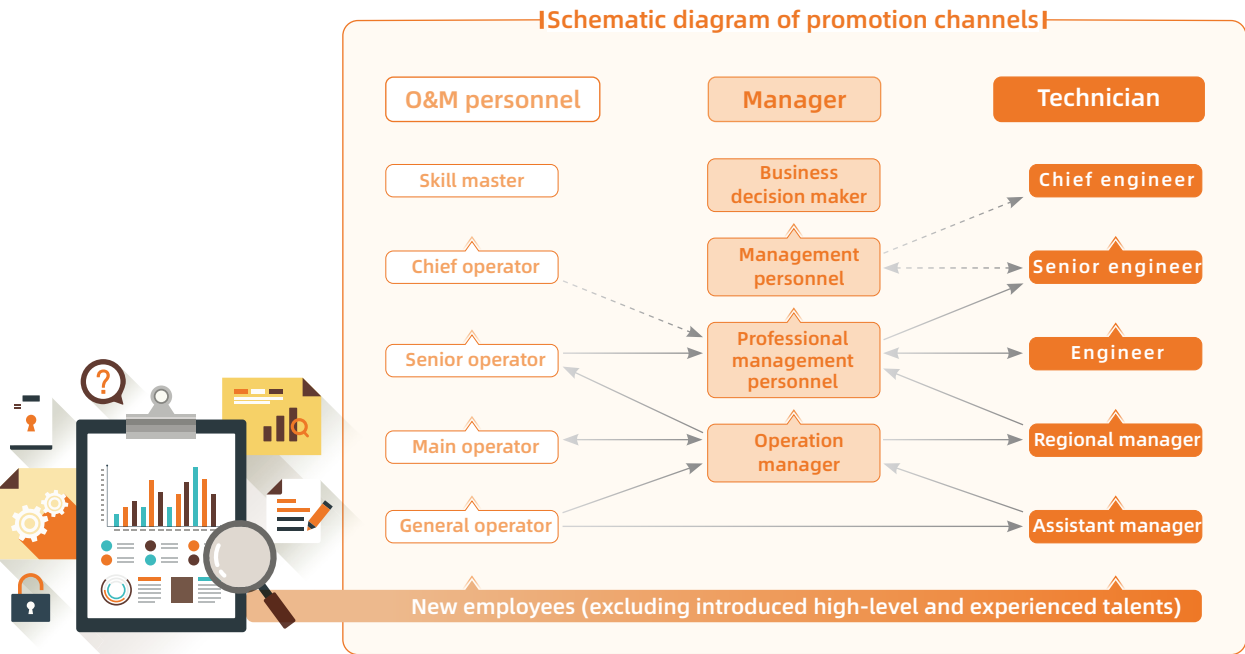 Schematic diagram of promotion channels
O&M personnel
Manager
Technician
Skill master
Business
decision maker
Chief engineer
Chief operator
Management
personnel
Senior engineer
Senior operator
Professional
management
personnel
Engineer
Main operator
Operation
manager
Regional manager
General operator
Assistant manager
New employees (excluding introduced high-level and experienced talents)
?